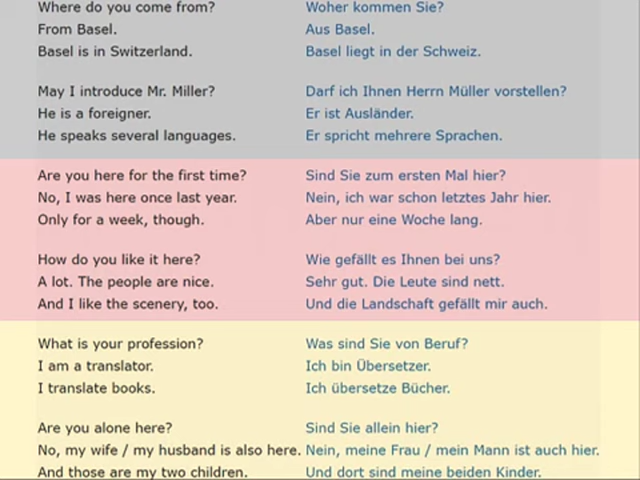 Where do you come from? Woher kommen Sie?
From Basel. Aus Basel.
Basel is in Switzerland. Basel liegt in der Schweiz.
May I introduce Mr. Miller? Darf ich Ihnen Herrn Müller vorstellen?
He is a foreigner. Er ist Ausländer.
He speaks several languages. Er spricht mehrere Sprachen.
Are you here for the first time? Sind Sie zum ersten Mal hier?
No, I was here once last year. Nein, ich war schon letztes Jahr hier.
Only for a week, though. Aber nur eine Woche lang.
How do you like it here? Wie gefällt es Ihnen bei uns?
A lot. The people are nice. Sehr gut. Die Leute sind nett.
And I like the scenery, too. Und die Landschaft gefällt mir auch.
What is your profession? Was sind Sie von Beruf?
I am a translator. Ich bin Übersetzer.
I translate books. Ich übersetze Bücher.
Are you alone here? Sind Sie allein hier?
No, my wife / my husband is also here. Nein, meine Frau / mein Mann ist auch hier.
And those are my two children. Und dort sind meine beiden Kinder.